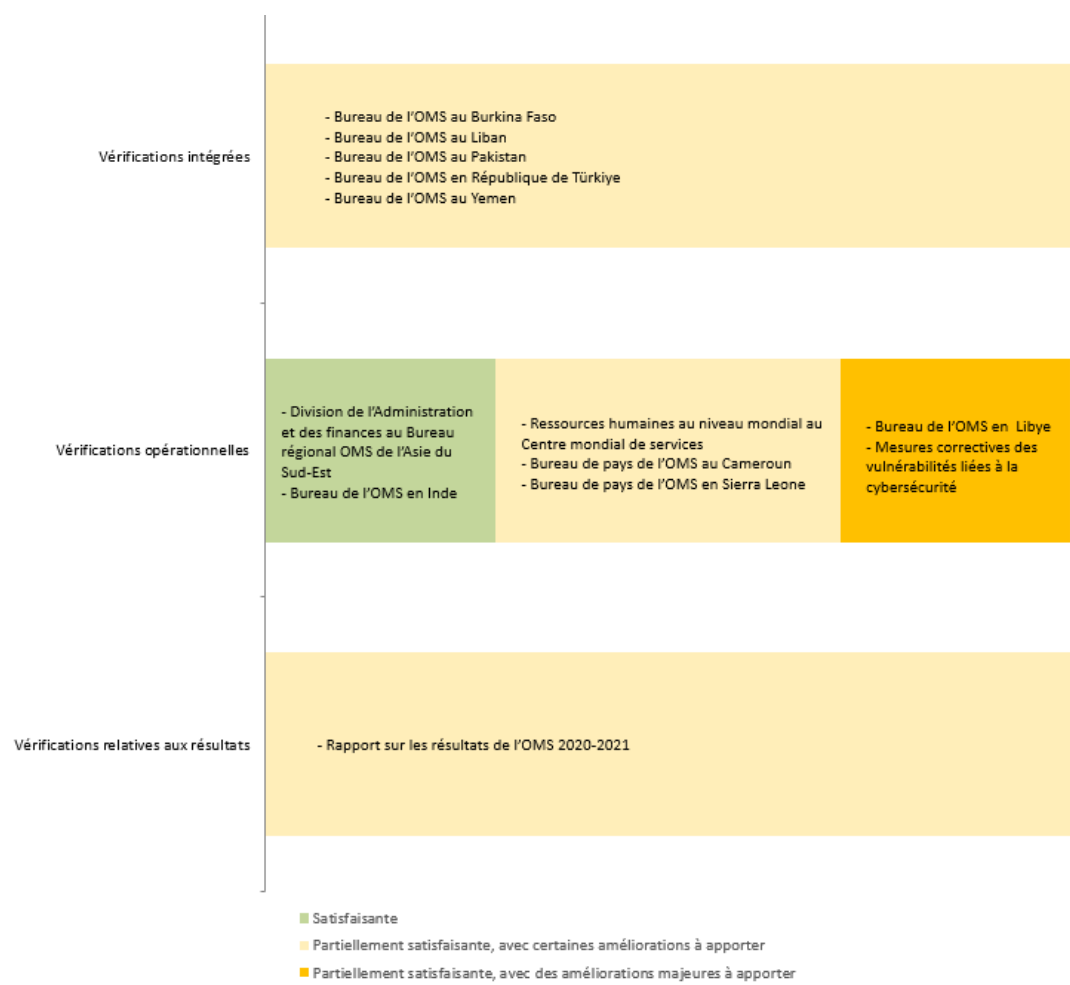 Vérifications intégrées
- Bureau de l’OMS au Burkina Faso
- Bureau de l’OMS au Liban
- Bureau de l’OMS au Pakistan
- Bureau de l’OMS en République de Türkiye
- Bureau de l’OMS au Yemen
Vérifications opérationnelles
- Division de l’Administration
et des finances au Bureau
régional OMS de l’Asie du
Sud-Est
- Bureau de l’OMS en Inde
- Ressources humaines au niveau mondial au
Centre mondial de services
- Bureau de pays de l’OMS au Cameroun
- Bureau de pays de l’OMS en Sierra Leone
- Bureau de l’OMS en  Libye
- Mesures correctives des
vulnérabilités liées à la
cybersécurité
Vérifications relatives aux résultats
- Rapport sur les résultats de l’OMS 2020-2021
Satisfaisante
Partiellement satisfaisante, avec certaines améliorations à apporter
Partiellement satisfaisante, avec des améliorations majeures à apporter